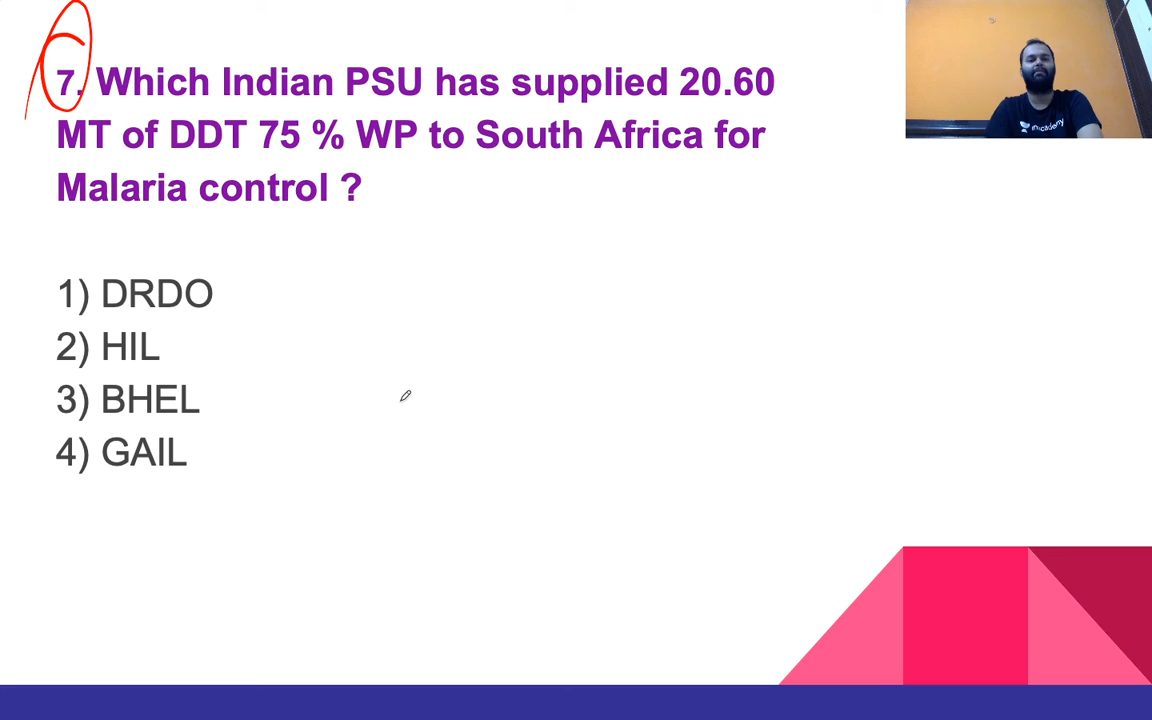 7. Which Indian PSU has supplied 20.60
MT of DDT 75 % WP to South Africa for
Malaria control ?
1) DRDO
2) HIL
3) BHEL
4) GAIL